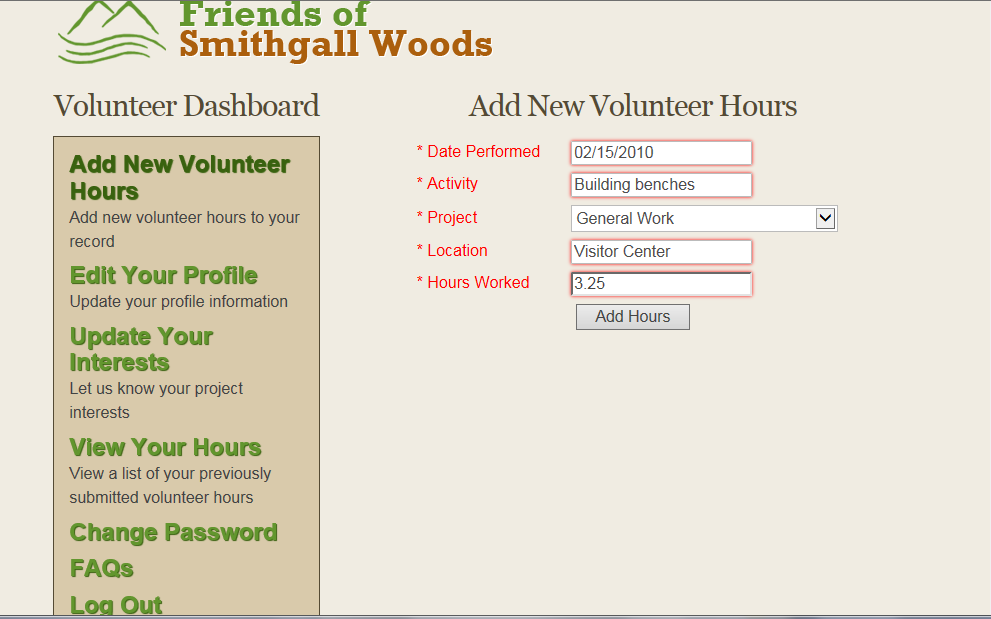 Friends of
Smithgall Woods
Volunteer Dashboard
Add New Volunteer
Hours
Add new volunteer hours to your
record
Edit Your Profile
Update your profile information
Update Your
Interests
Let us know your project
interests
View Your Hours
View a list of your previously
submitted volunteer hours
Change Password
FAQs
Log Out
Add New Volunteer Hours
* Date Performed 02/15/2010
* Activity Building benches
* Project General Work
* Location Visitor Center
* Hours Worked 3.25
Add Hours